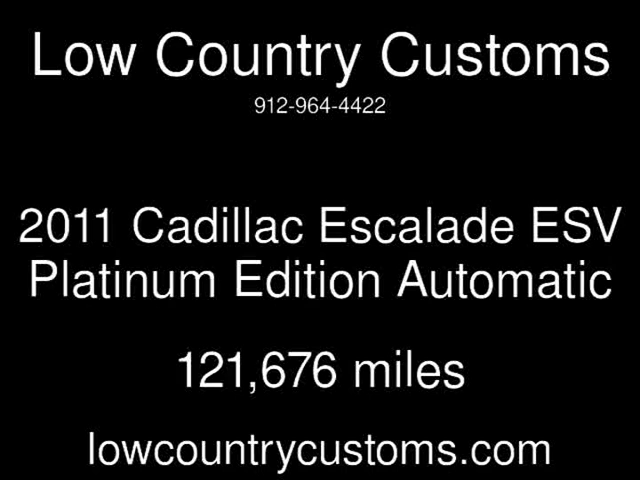 Low Country Customs
912-964-4422
2011 Cadillac Escalade ESV
Platinum Edition Automatic
121,676 miles
lowcountrycustoms.com